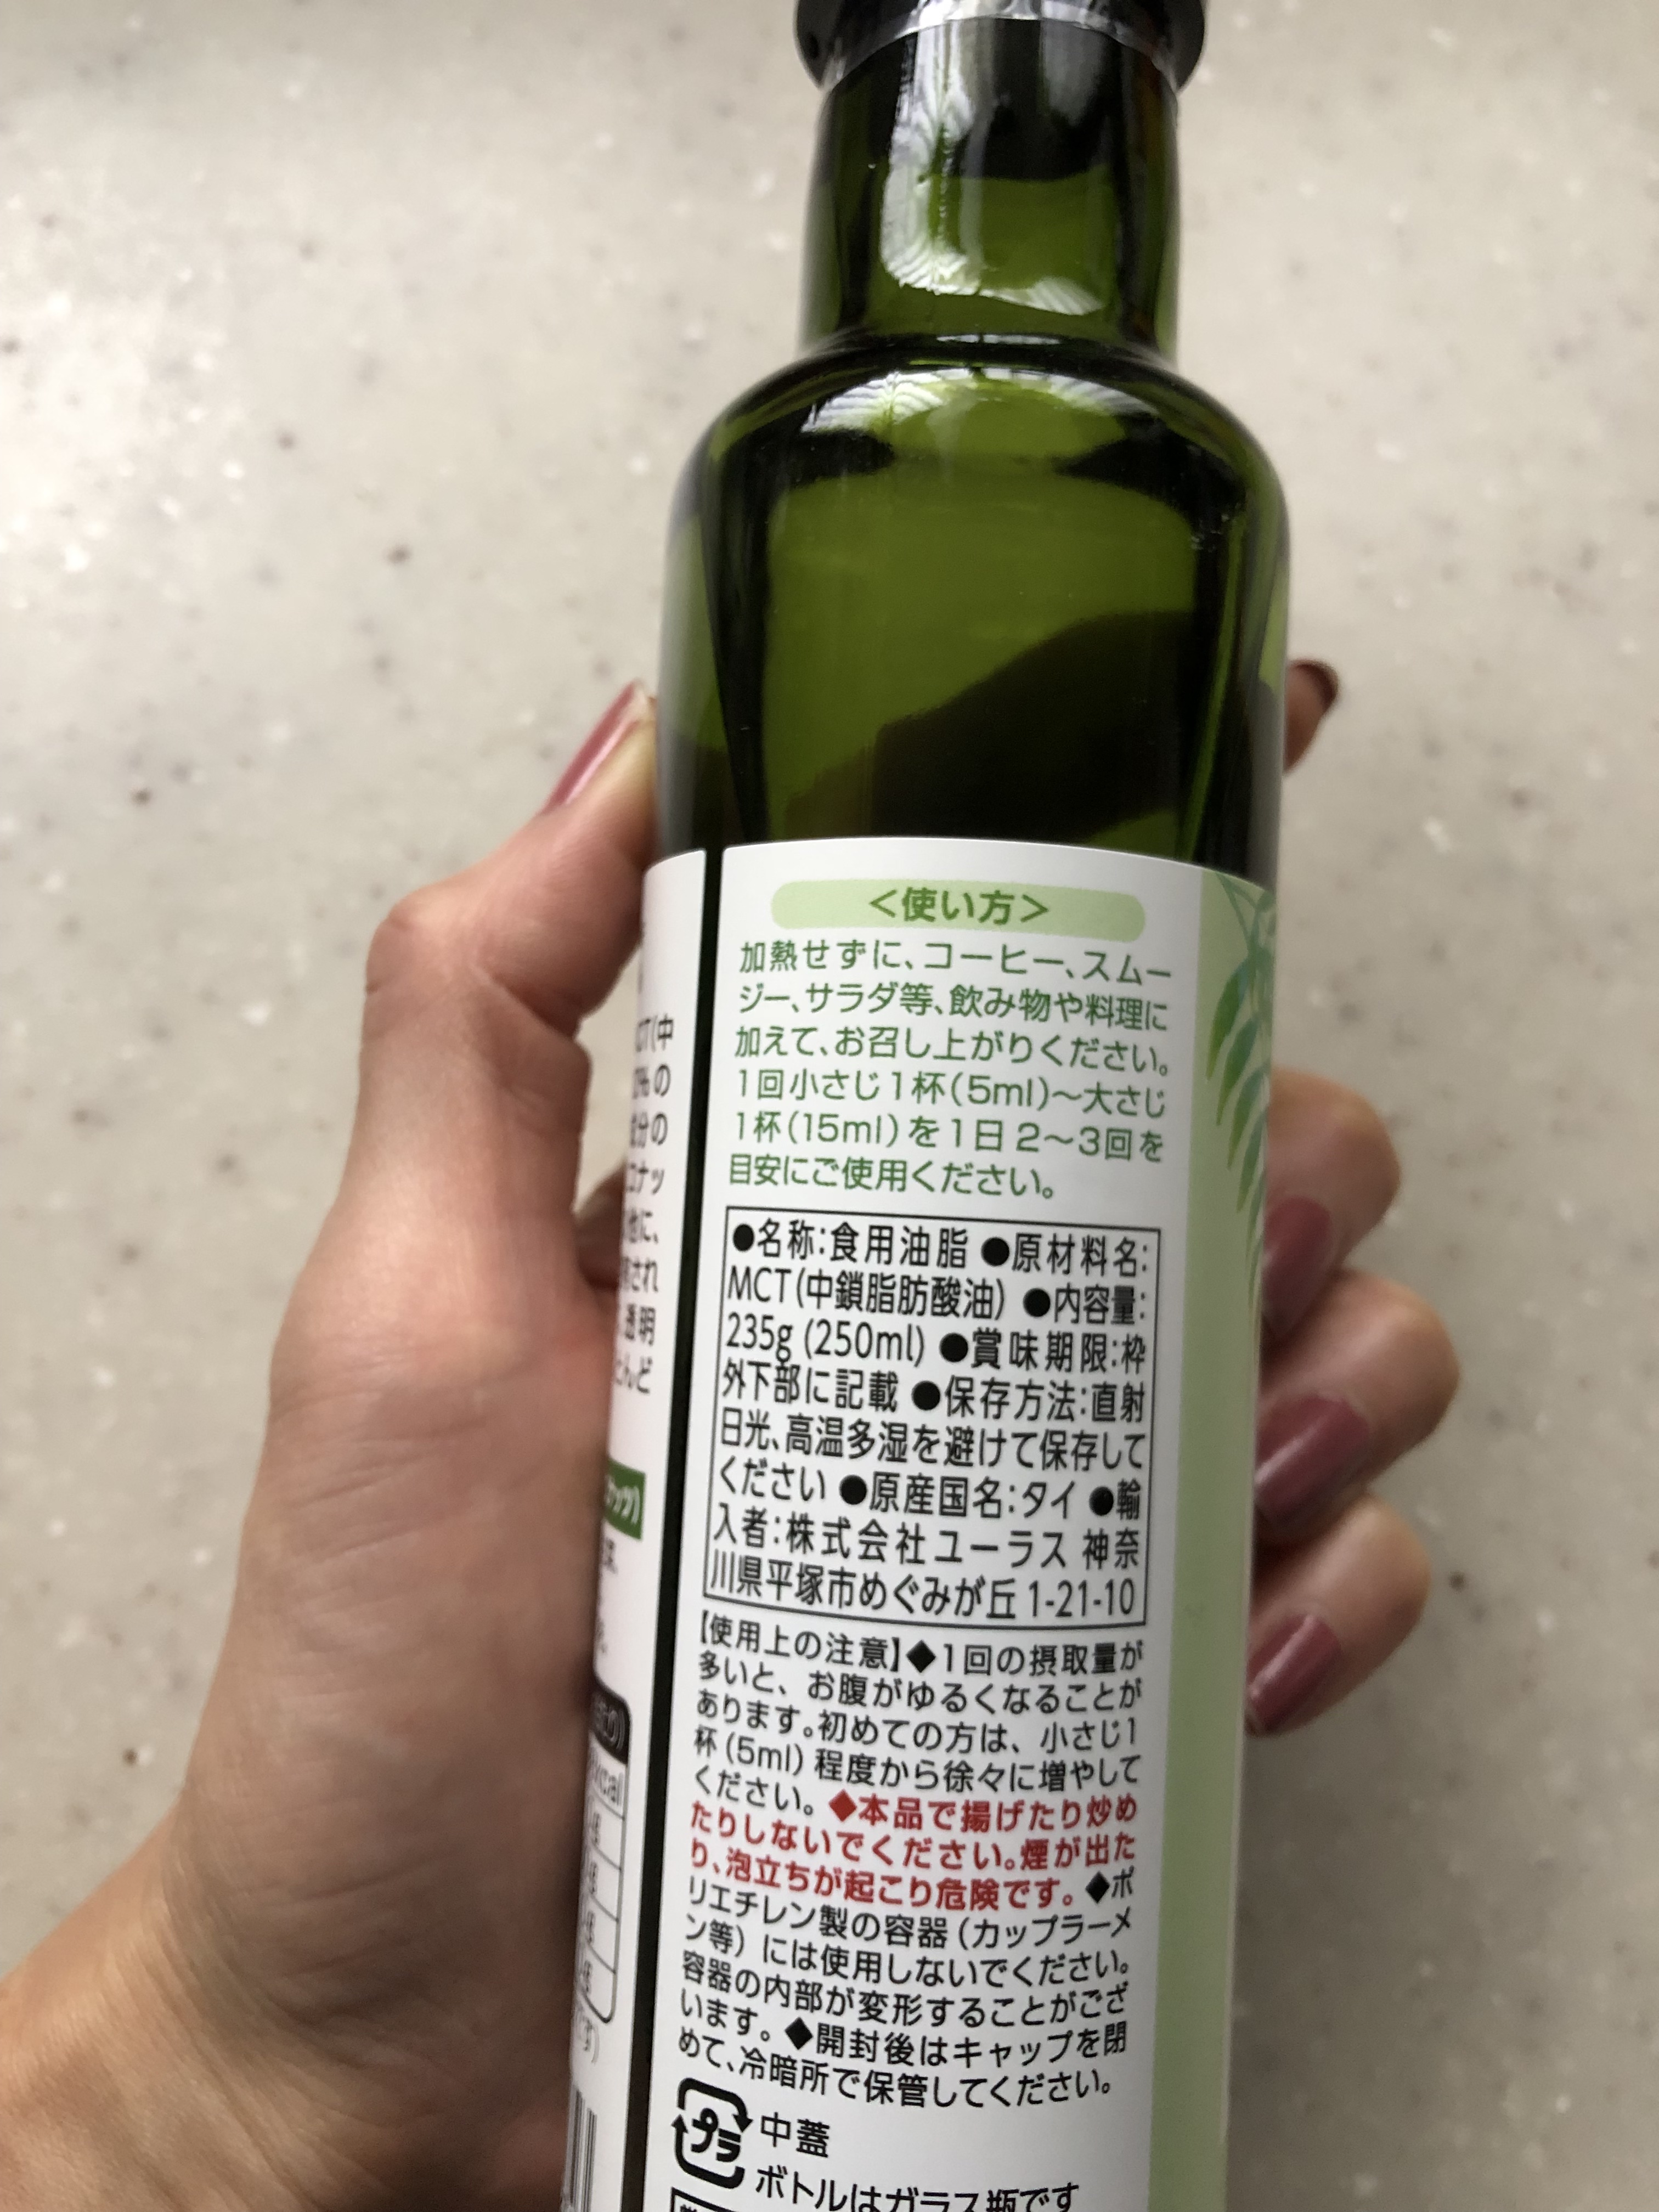 <使い方>
加熱せずに、コーヒー、スムー
ジー、サラダ等、飲み物や料理に
加えて、お召し上がりください。
1回小さじ1杯(5ml)～大さじ
1杯(15ml)を1日2～3回を
目安にご使用ください。
●名称:食用油脂 ●原材料名:
MCT(中鎖脂肪酸油) ●内容量:
235g (250ml) ●賞味期限:枠
外下部に記載 ●保存方法:直射
日光、高温多湿を避けて保存して
ください ●原産国名:タイ ●輸
入者:株式会社ユーラス 神奈
川県平塚市めぐみが丘1-21-10
【使用上の注意】◆1回の摂取量が
多いと、お腹がゆるくなることが
あります。初めての方は、小さじ1
杯(5ml)程度から徐々に増やして
ください。◆本品で揚げたり炒め
たりしないでください。煙が出た
り、泡立ちが起こり危険です。◆ポ
リエチレン製の容器(カップラーメ
ン等)には使用しないでください。
容器の内部が変形することがござ
います。◆開封後はキャップを閉
めて、冷暗所で保管してください。
プラ 中蓋
ボトルはガラス瓶です